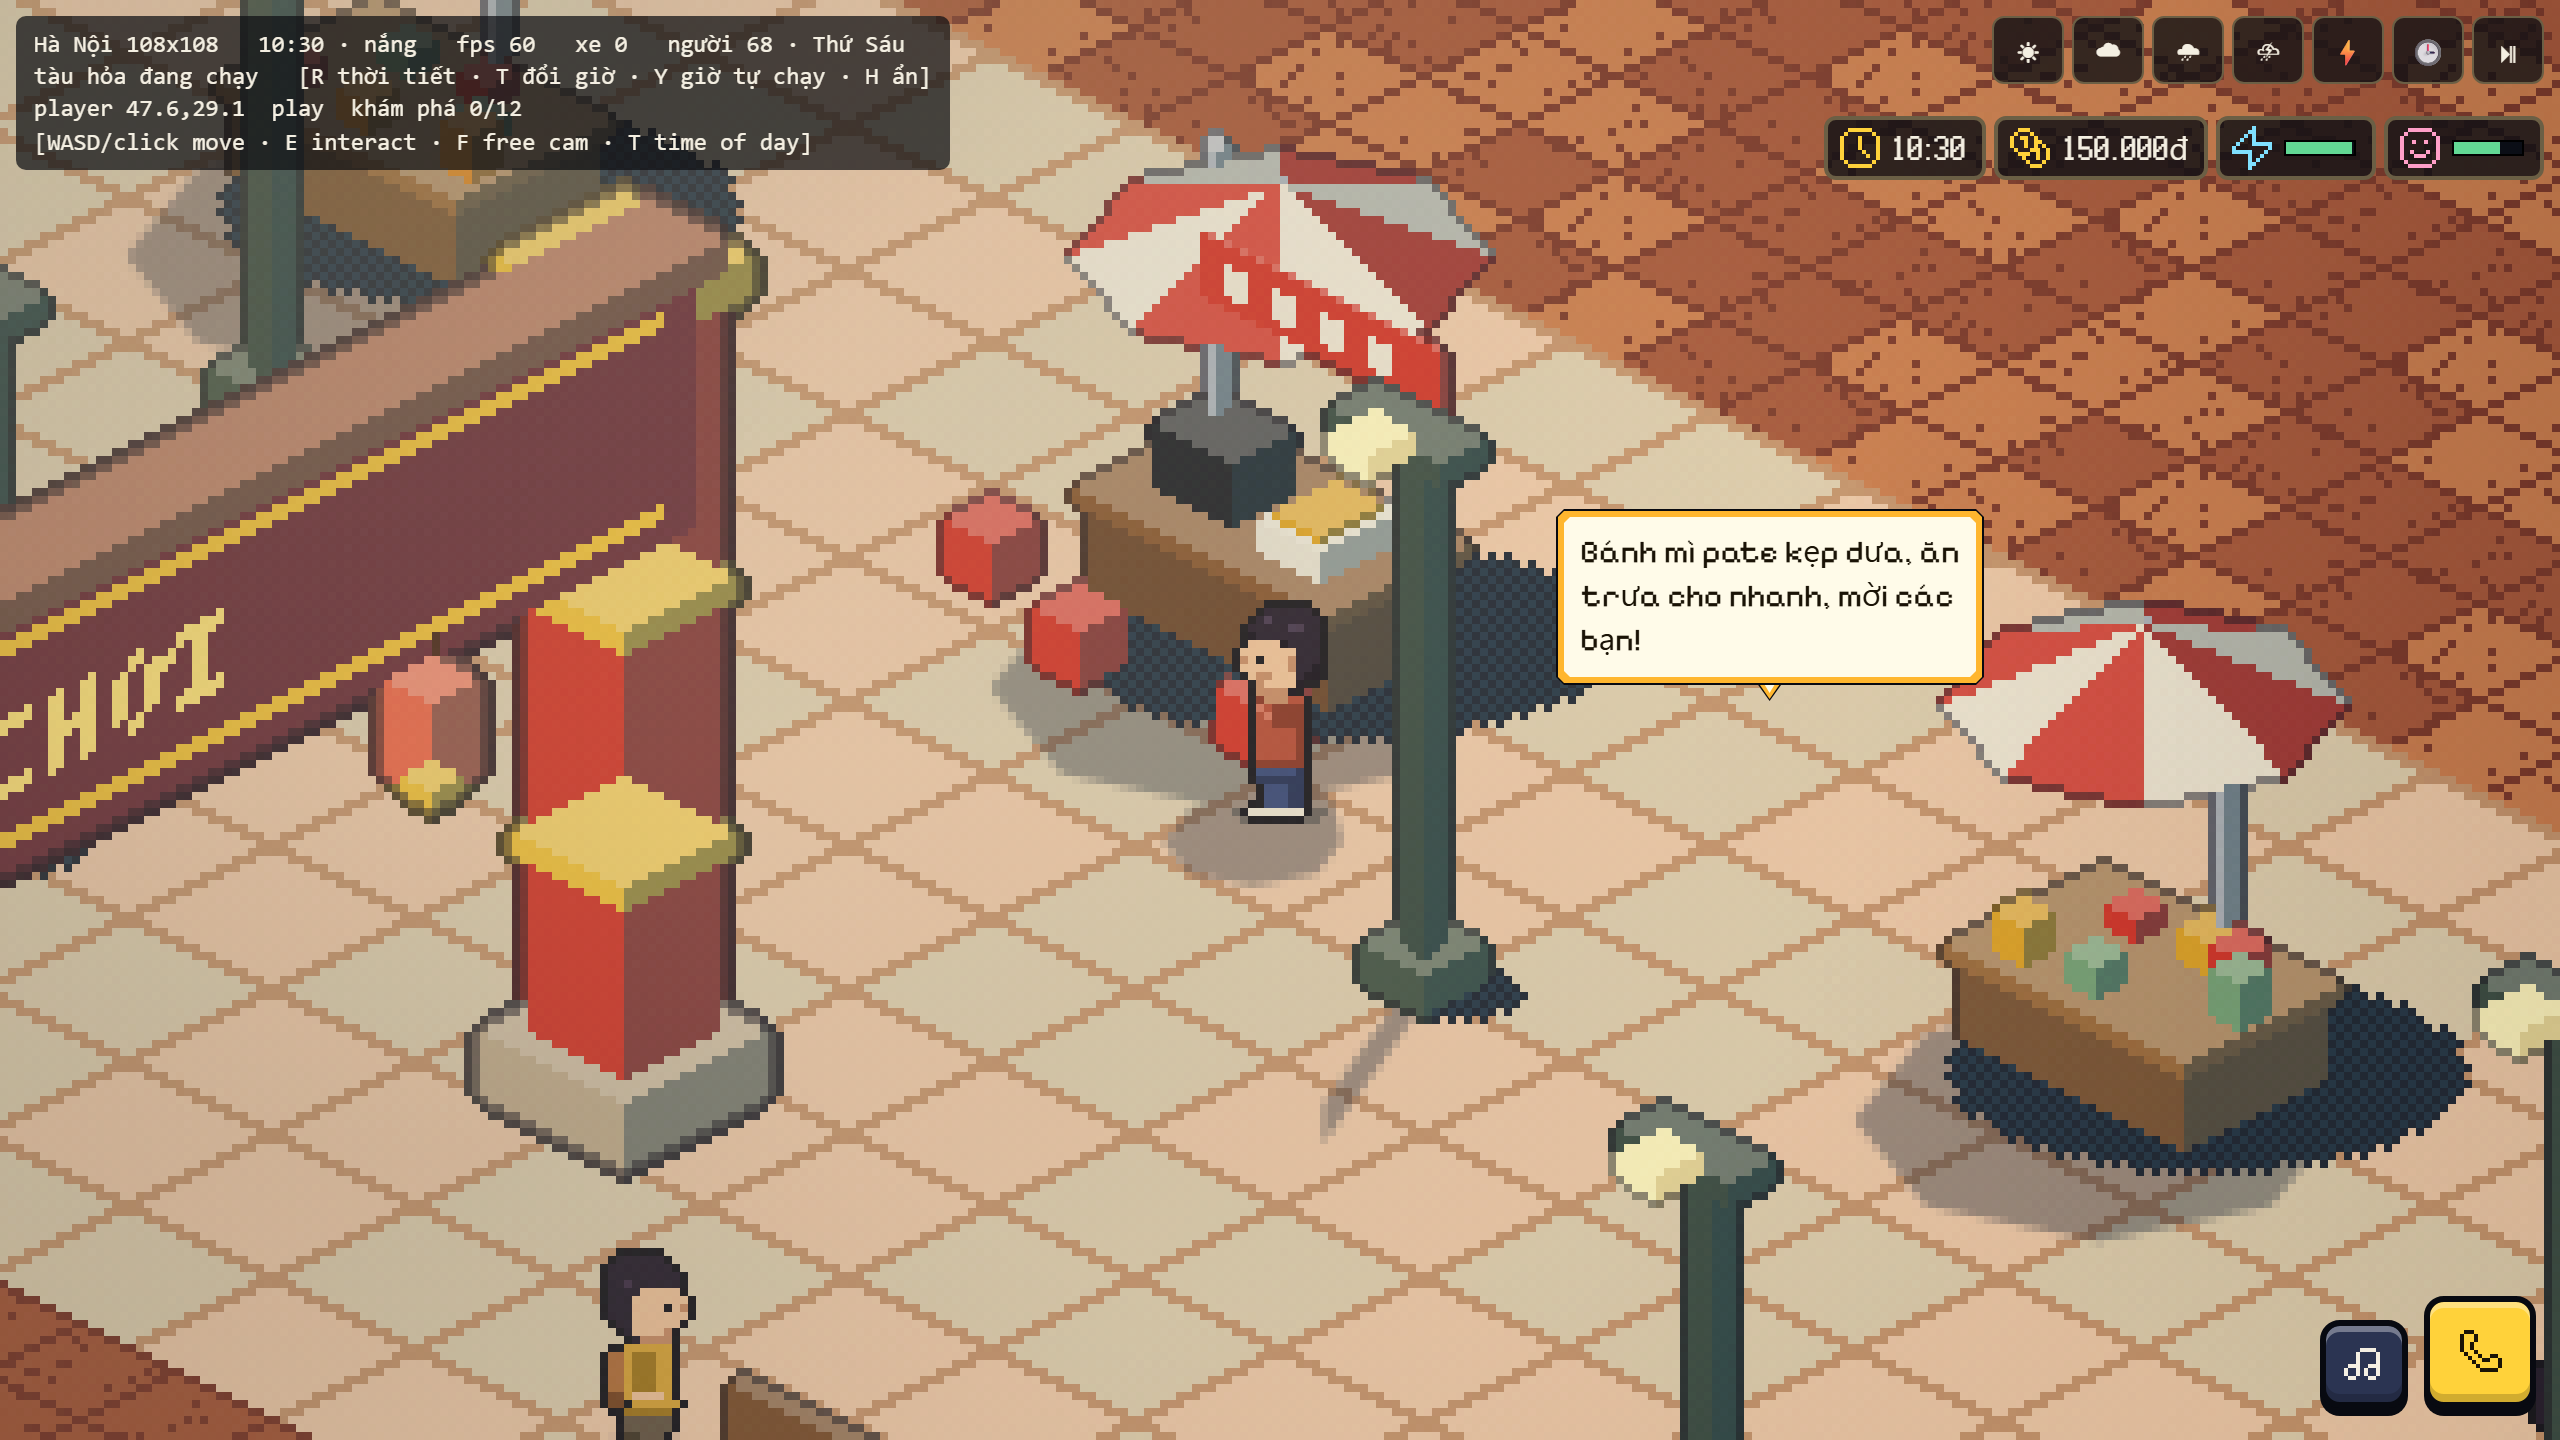 Hà Nội 108x108 10:30 · nắng fps 60 xe 0 người 68 · Thứ Sáu
tàu hỏa đang chạy [R thời tiết · T đổi giờ · Y giờ tự chạy · H ẩn]
player 47.6,29.1 play khám phá 0/12
[WASD/click move · E interact · F free cam · T time of day]
10:30
150.000đ
Bánh mì pate kẹp dưa, ăn
trưa cho nhanh, mời các
bạn!